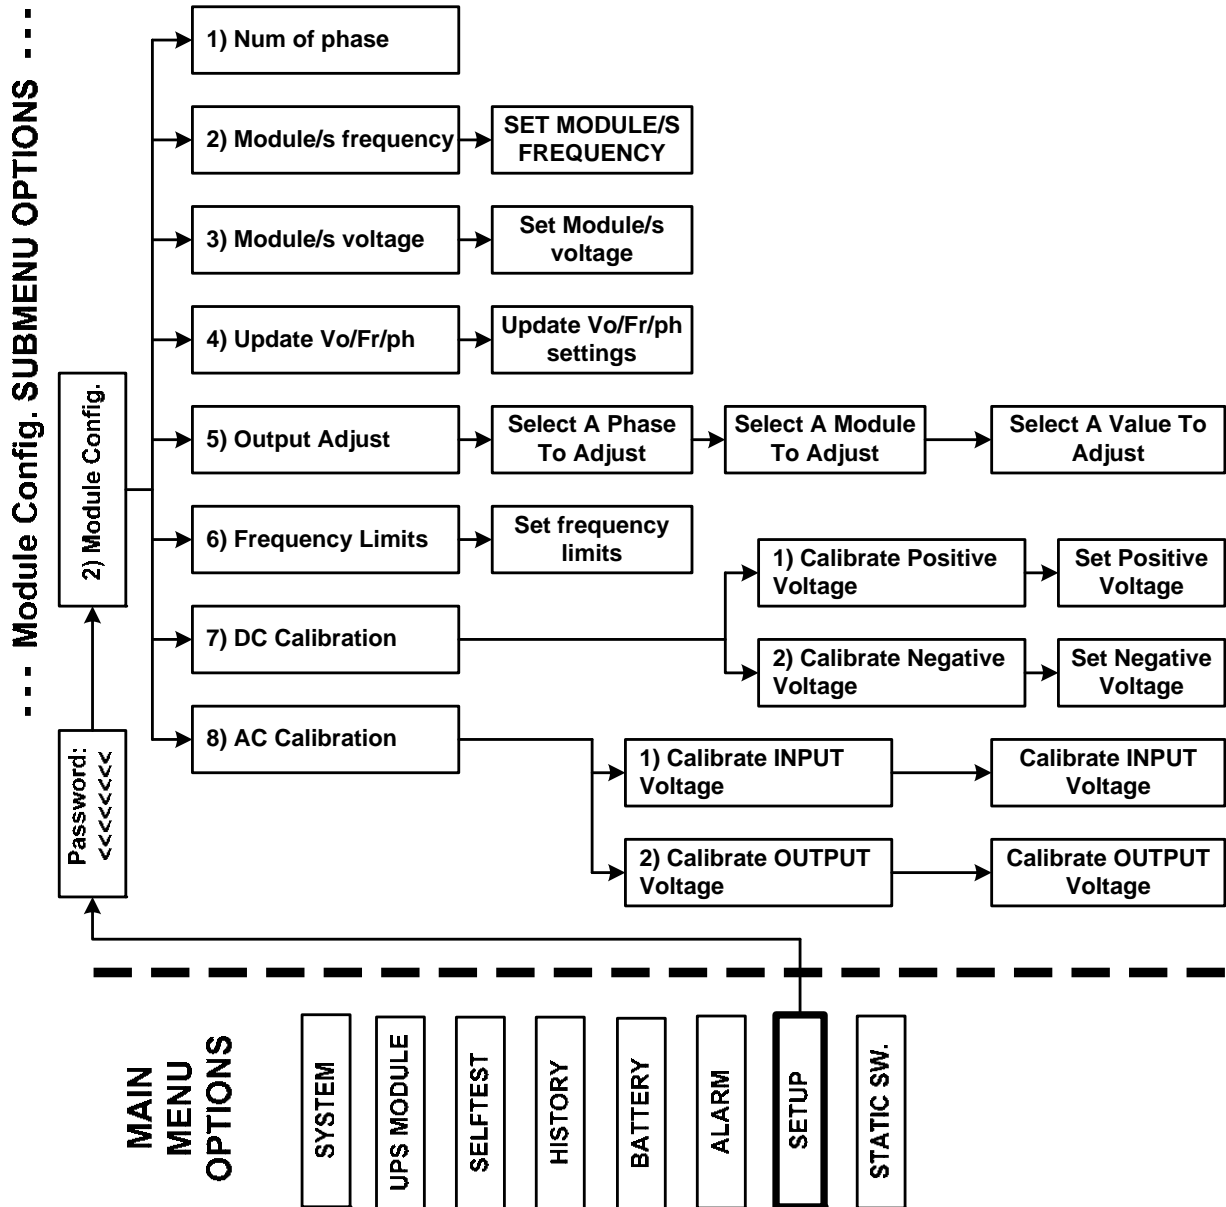 --- Module Config. SUBMENU OPTIONS ---
1) Num of phase
2) Module/s frequency
SET MODULE/S
FREQUENCY
3) Module/s voltage
Set Module/s
voltage
4) Update Vo/Fr/ph
Update Vo/Fr/ph
settings
2) Module Config.
5) Output Adjust
Select A Phase
To Adjust
Select A Module
To Adjust
Select A Value To
Adjust
6) Frequency Limits
Set frequency
limits
7) DC Calibration
1) Calibrate Positive
Voltage
Set Positive
Voltage
2) Calibrate Negative
Voltage
Set Negative
Voltage
8) AC Calibration
1) Calibrate INPUT
Voltage
Calibrate INPUT
Voltage
2) Calibrate OUTPUT
Voltage
Calibrate OUTPUT
Voltage
Password:
<<<<<<<<
MAIN
MENU
OPTIONS
SYSTEM
UPS MODULE
SELFTEST
HISTORY
BATTERY
ALARM
SETUP
STATIC SW.